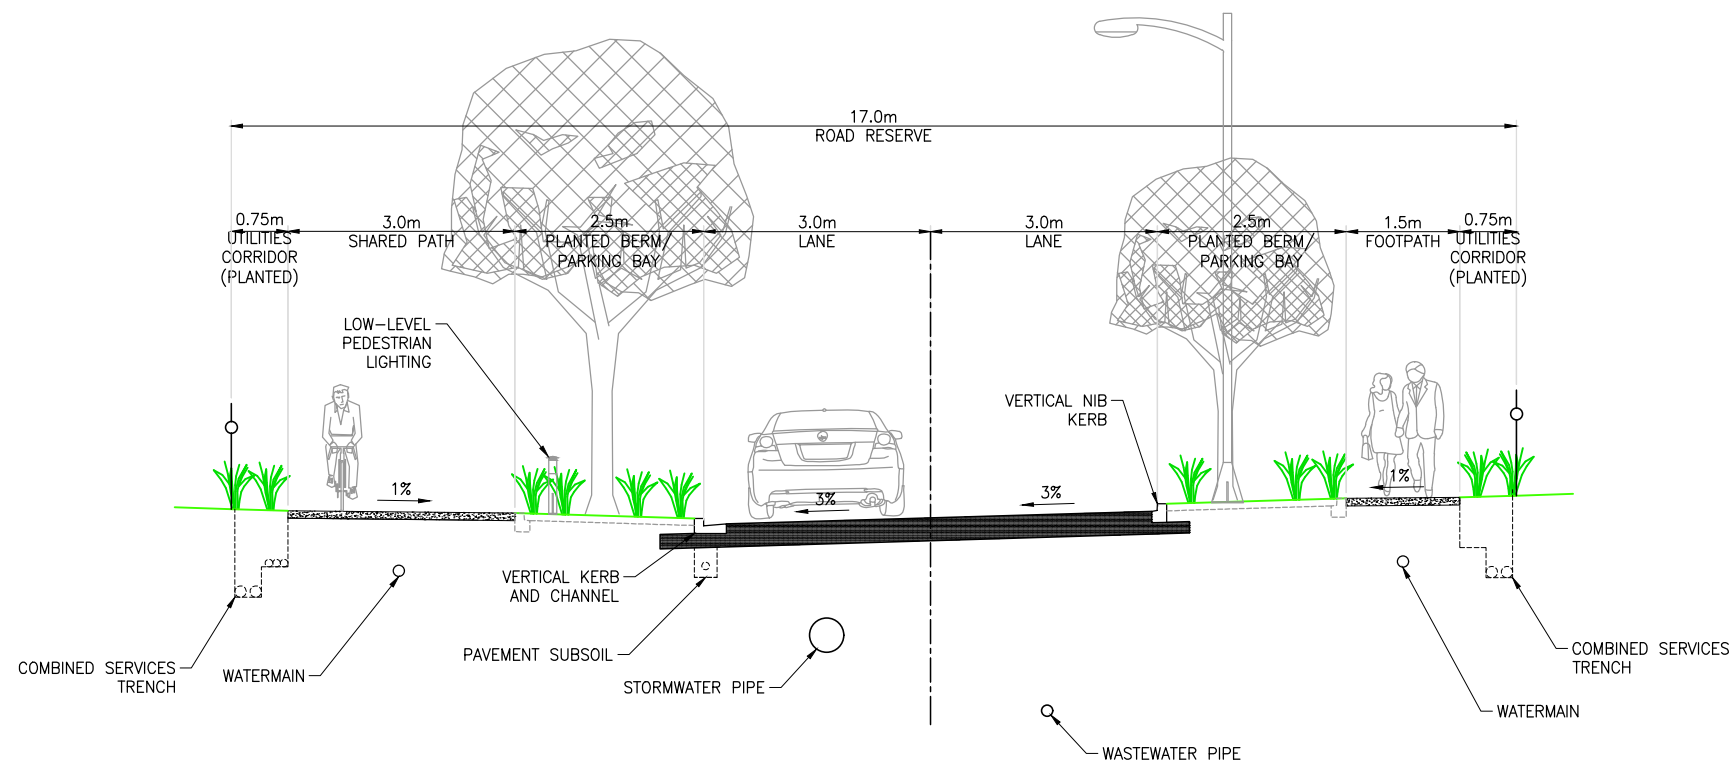 17.0m
ROAD RESERVE
0.75m
UTILITIES
CORRIDOR
(PLANTED)
3.0m
SHARED PATH
2.5m
PLANTED BERM/
PARKING BAY
3.0m
LANE
3.0m
LANE
2.5m
PLANTED BERM/
PARKING BAY
1.5m
FOOTPATH
0.75m
UTILITIES
CORRIDOR
(PLANTED)
LOW-LEVEL
PEDESTRIAN
LIGHTING
VERTICAL NIB
KERB
1%
3%
3%
1%
VERTICAL KERB
AND CHANNEL
PAVEMENT SUBSOIL
STORMWATER PIPE
COMBINED SERVICES
TRENCH
WATERMAIN
COMBINED SERVICES
TRENCH
WATERMAIN
WASTEWATER PIPE